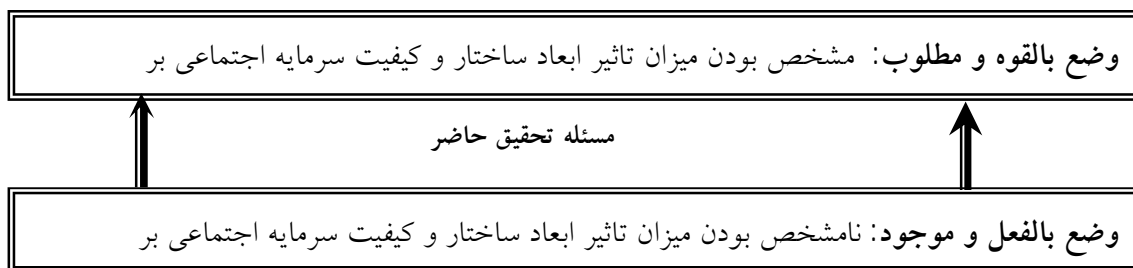 وضع بالقوه و مطلوب: مشخص بودن میزان تاثیر ابعاد ساختار و کیفیت سرمایه اجتماعی بر
مسئله تحقیق حاضر
وضع بالفعل و موجود: نامشخص بودن میزان تاثیر ابعاد ساختار و کیفیت سرمایه اجتماعی بر